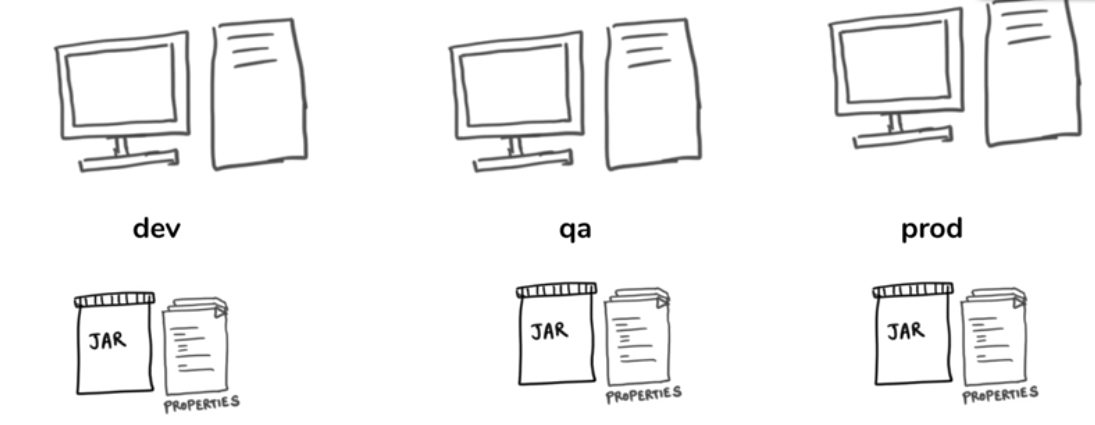 dev
qa
prod
JAR
PROPERTIES
JAR
PROPERTIES
JAR
PROPERTIES